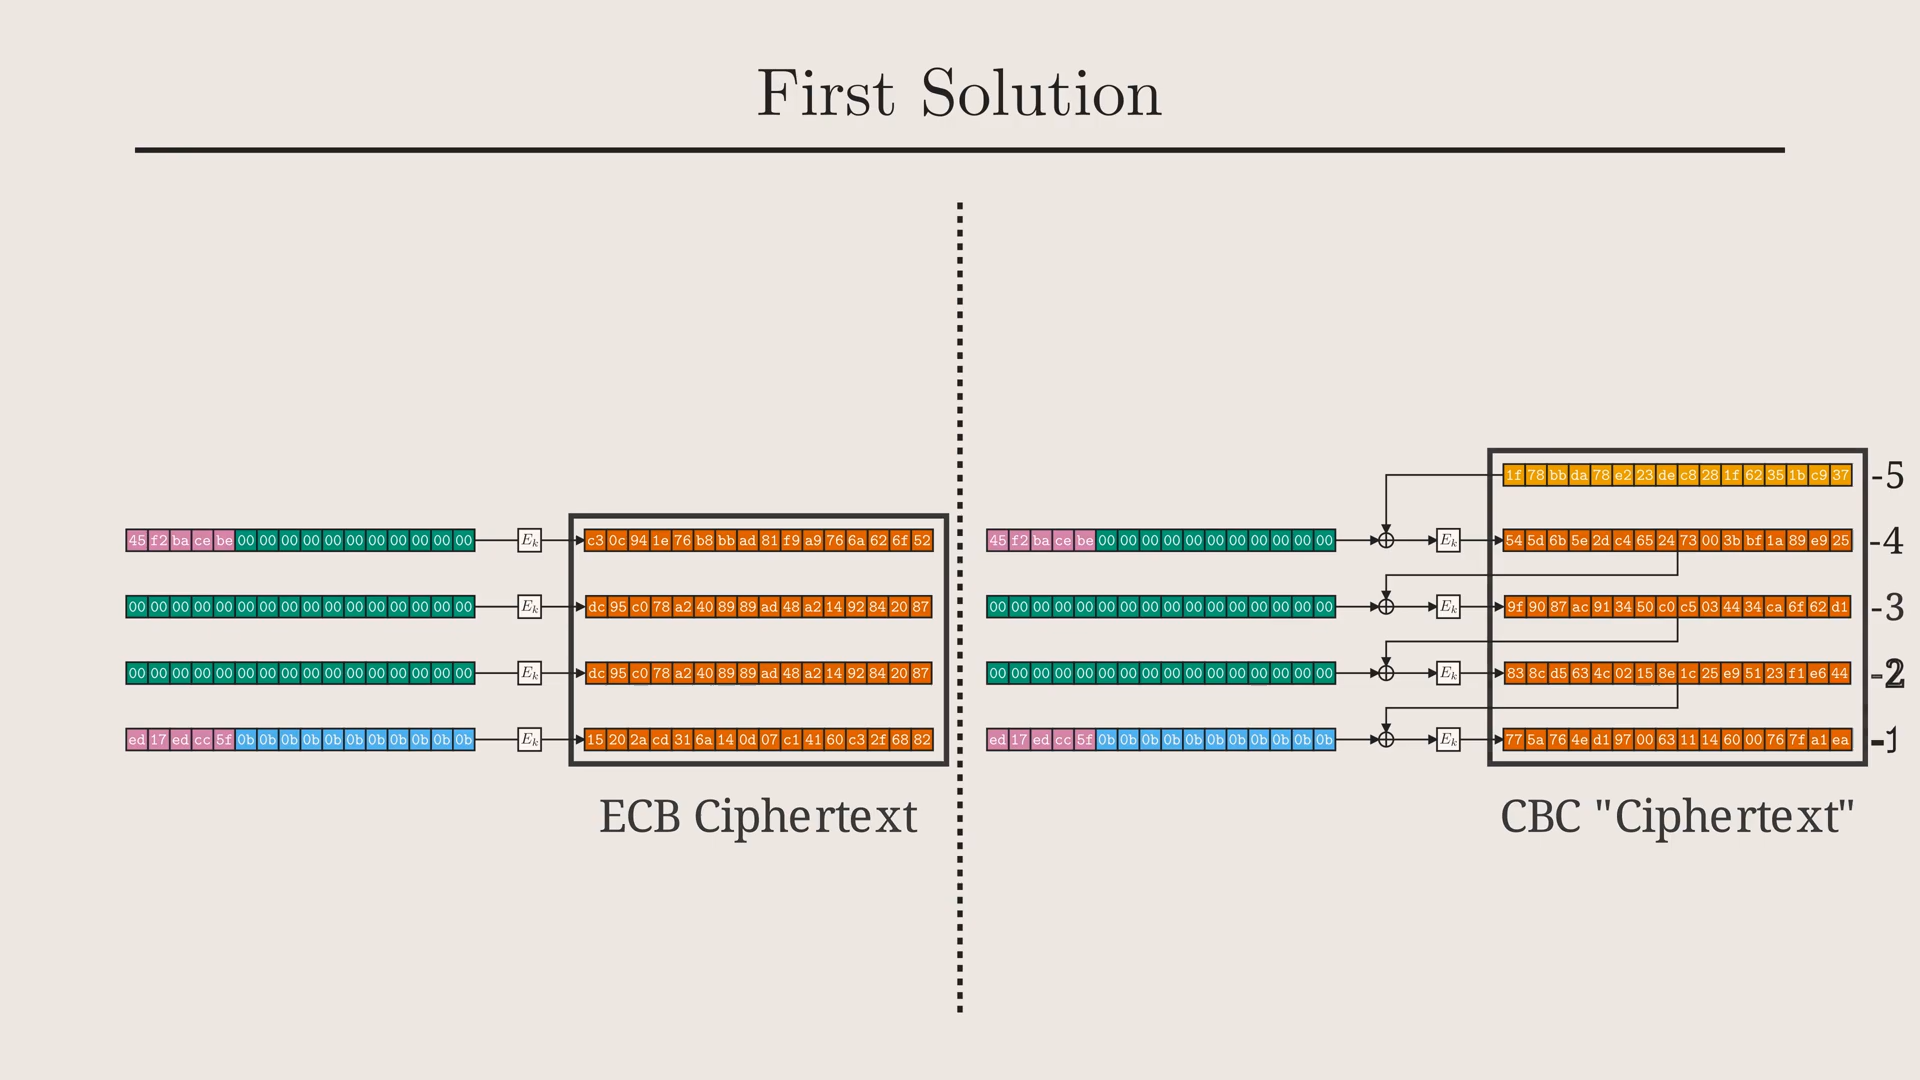 First Solution
1f 78 bb da 78 e2 23 de c8 28 1f 62 35 1b c9 37 -5
45 f2 ba ce be 00 00 00 00 00 00 00 00 00 00 00 E_k c3 0c 94 1e 76 b8 bb ad 81 f9 a9 76 6a 62 6f 52
45 f2 ba ce be 00 00 00 00 00 00 00 00 00 00 00 E_k 54 5d 6b 5e 2d c4 65 24 73 00 3b bf 1a 89 e9 25 -4
00 00 00 00 00 00 00 00 00 00 00 00 00 00 00 00 E_k dc 95 c0 78 a2 40 89 89 ad 48 a2 14 92 84 20 87
00 00 00 00 00 00 00 00 00 00 00 00 00 00 00 00 E_k 9f 90 87 ac 91 34 50 c0 c5 03 44 34 ca 6f 62 d1 -3
00 00 00 00 00 00 00 00 00 00 00 00 00 00 00 00 E_k dc 95 c0 78 a2 40 89 89 ad 48 a2 14 92 84 20 87
00 00 00 00 00 00 00 00 00 00 00 00 00 00 00 00 E_k 83 8c d5 63 4c 02 15 8e 1c 25 e9 51 23 f1 e6 44 -2
ed 17 ed cc 5f 0b 0b 0b 0b 0b 0b 0b 0b 0b 0b 0b E_k 15 20 2a cd 31 6a 14 0d 07 c1 41 60 c3 2f 68 82
ed 17 ed cc 5f 0b 0b 0b 0b 0b 0b 0b 0b 0b 0b 0b E_k 77 5a 76 4e d1 97 00 63 11 14 60 00 76 7f a1 ea -1
ECB Ciphertext
CBC "Ciphertext"